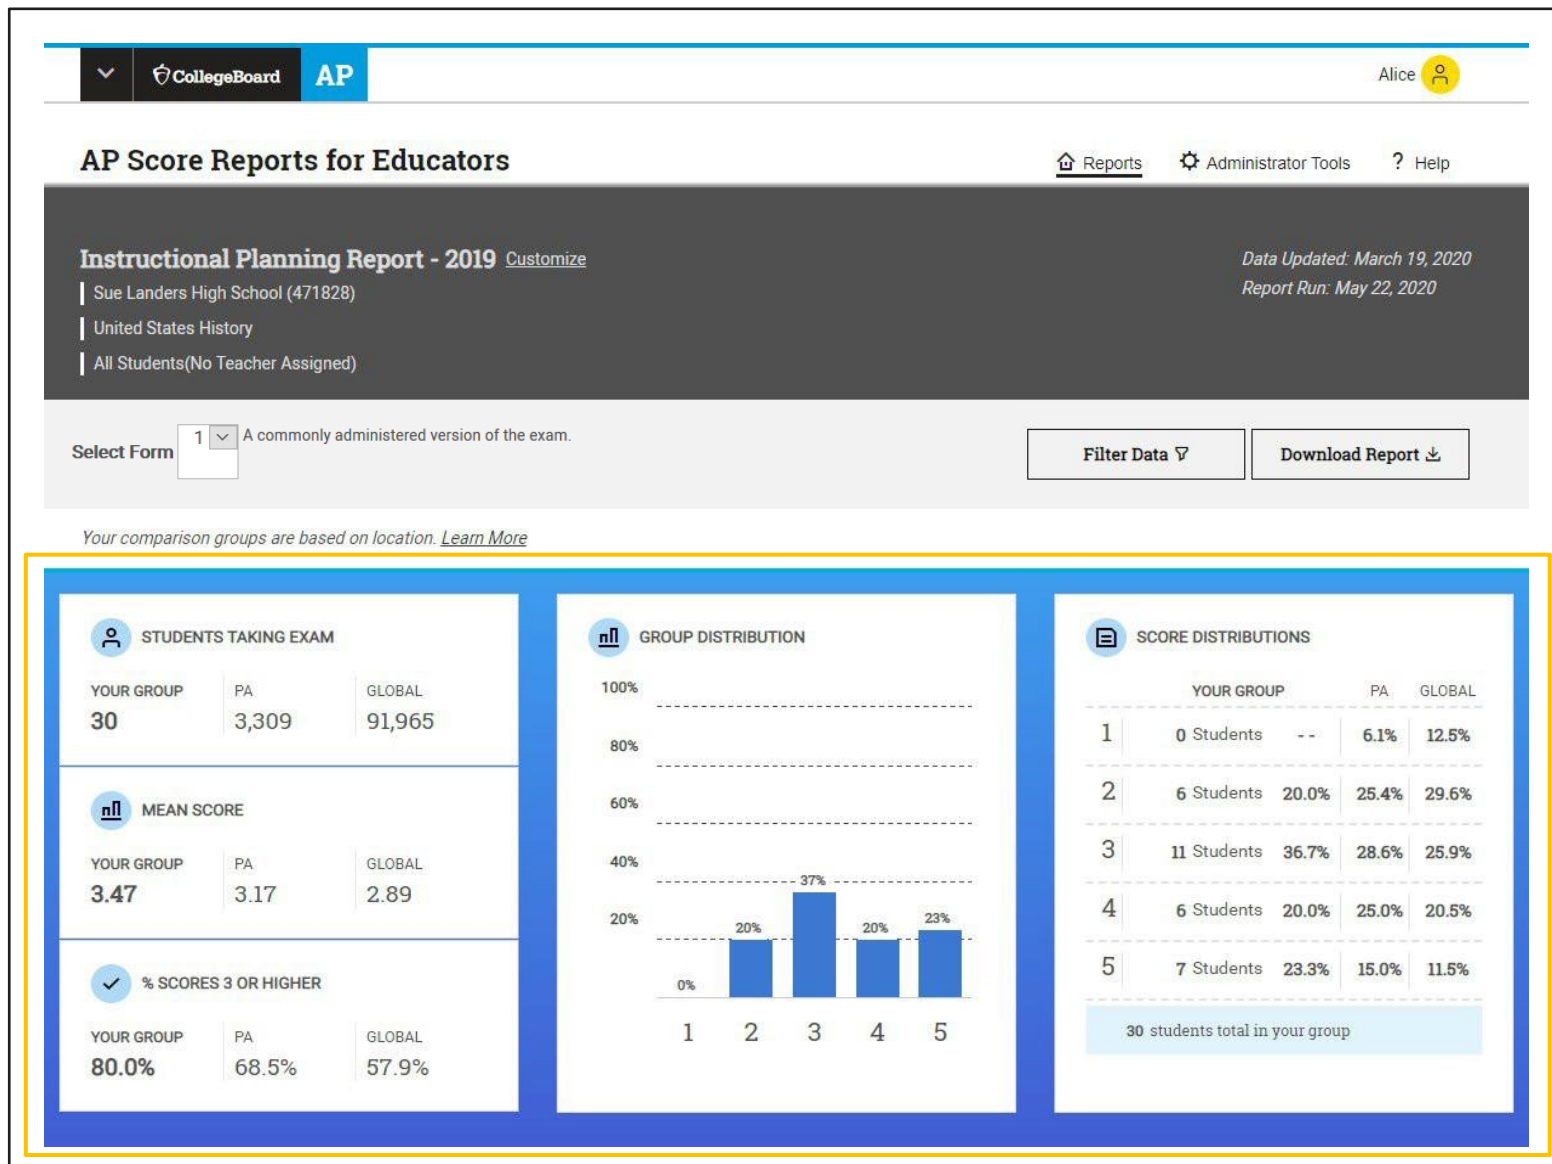 CollegeBoard AP
Alice
AP Score Reports for Educators
Reports Administrator Tools ? Help
Instructional Planning Report - 2019 Customize
Data Updated: March 19, 2020
Sue Landers High School (471828)
Report Run: May 22, 2020
United States History
All Students(No Teacher Assigned)
Select Form 1 A commonly administered version of the exam.
Filter Data Download Report
Your comparison groups are based on location. Learn More
STUDENTS TAKING EXAM
YOUR GROUP PA GLOBAL
30 3,309 91,965
MEAN SCORE
YOUR GROUP PA GLOBAL
3.47 3.17 2.89
% SCORES 3 OR HIGHER
YOUR GROUP PA GLOBAL
80.0% 68.5% 57.9%
GROUP DISTRIBUTION
100%
80%
60%
40%
20%
0% 20% 37% 20% 23%
1 2 3 4 5
SCORE DISTRIBUTIONS
YOUR GROUP PA GLOBAL
1 0 Students -- 6.1% 12.5%
2 6 Students 20.0% 25.4% 29.6%
3 11 Students 36.7% 28.6% 25.9%
4 6 Students 20.0% 25.0% 20.5%
5 7 Students 23.3% 15.0% 11.5%
30 students total in your group